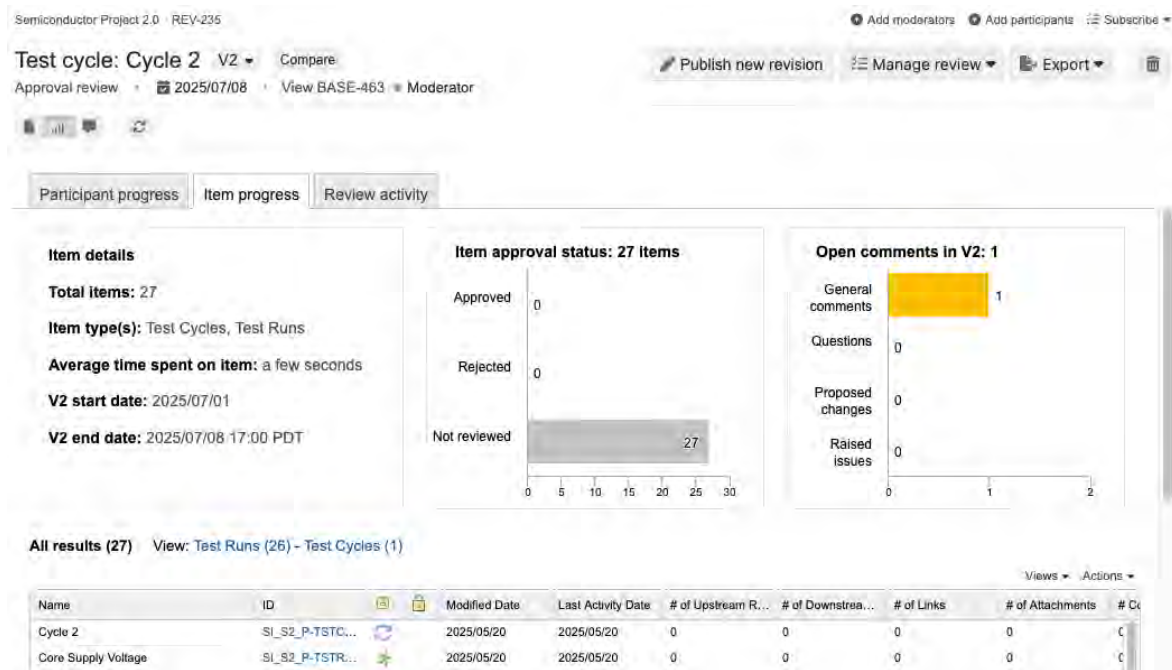 Semiconductor Project 2.0 REV-235
Add moderators Add participants Subscribe
Test cycle: Cycle 2 V2 Compare
Publish new revision Manage review Export
Approval review 2025/07/08 View BASE-463 Moderator
Participant progress Item progress Review activity
Item details
Total items: 27
Item type(s): Test Cycles, Test Runs
Average time spent on item: a few seconds
V2 start date: 2025/07/01
V2 end date: 2025/07/08 17:00 PDT
Item approval status: 27 items
Approved 0
Rejected 0
Not reviewed 27
0 5 10 15 20 25 30
Open comments in V2: 1
General comments 1
Questions 0
Proposed changes 0
Raised issues 0
0 1 2
All results (27) View: Test Runs (26) - Test Cycles (1)
Views Actions
Name ID Modified Date Last Activity Date # of Upstream R... # of Downstrea... # of Links # of Attachments
Cycle 2 SI_S2_P-TSTC... 2025/05/20 2025/05/20 0 0 0 0
Core Supply Voltage SI_S2_P-TSTR... 2025/05/20 2025/05/20 0 0 0 0